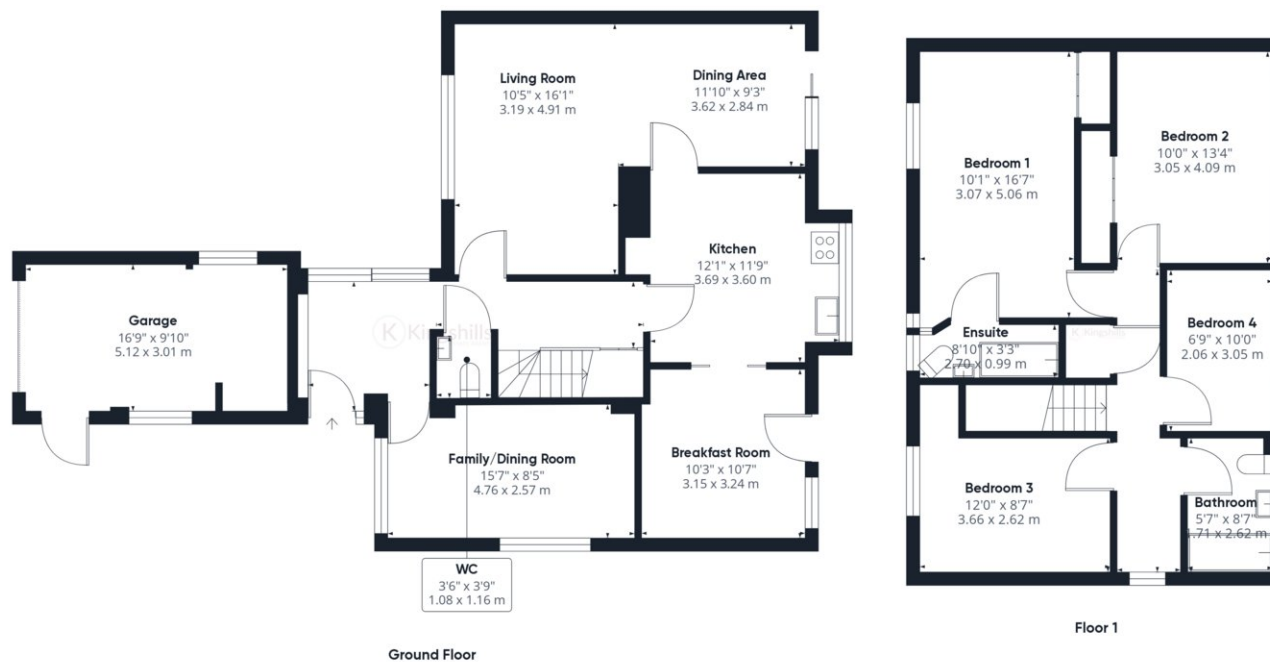 Living Room
10'5" x 16'1"
3.19 x 4.91 m
Dining Area
11'10" x 9'3"
3.62 x 2.84 m
Kitchen
12'1" x 11'9"
3.69 x 3.60 m
Garage
16'9" x 9'10"
5.12 x 3.01 m
K Kingshills
Family/Dining Room
15'7" x 8'5"
4.76 x 2.57 m
Breakfast Room
10'3" x 10'7"
3.15 x 3.24 m
WC
3'6" x 3'9"
1.08 x 1.16 m
Ground Floor
Bedroom 1
10'1" x 16'7"
3.07 x 5.06 m
Bedroom 2
10'0" x 13'4"
3.05 x 4.09 m
Ensuite
8'10" x 3'3"
2.70 x 0.99 m
Bedroom 4
6'9" x 10'0"
2.06 x 3.05 m
Bedroom 3
12'0" x 8'7"
3.66 x 2.62 m
Bathroom
5'7" x 8'7"
1.71 x 2.62 m
Floor 1